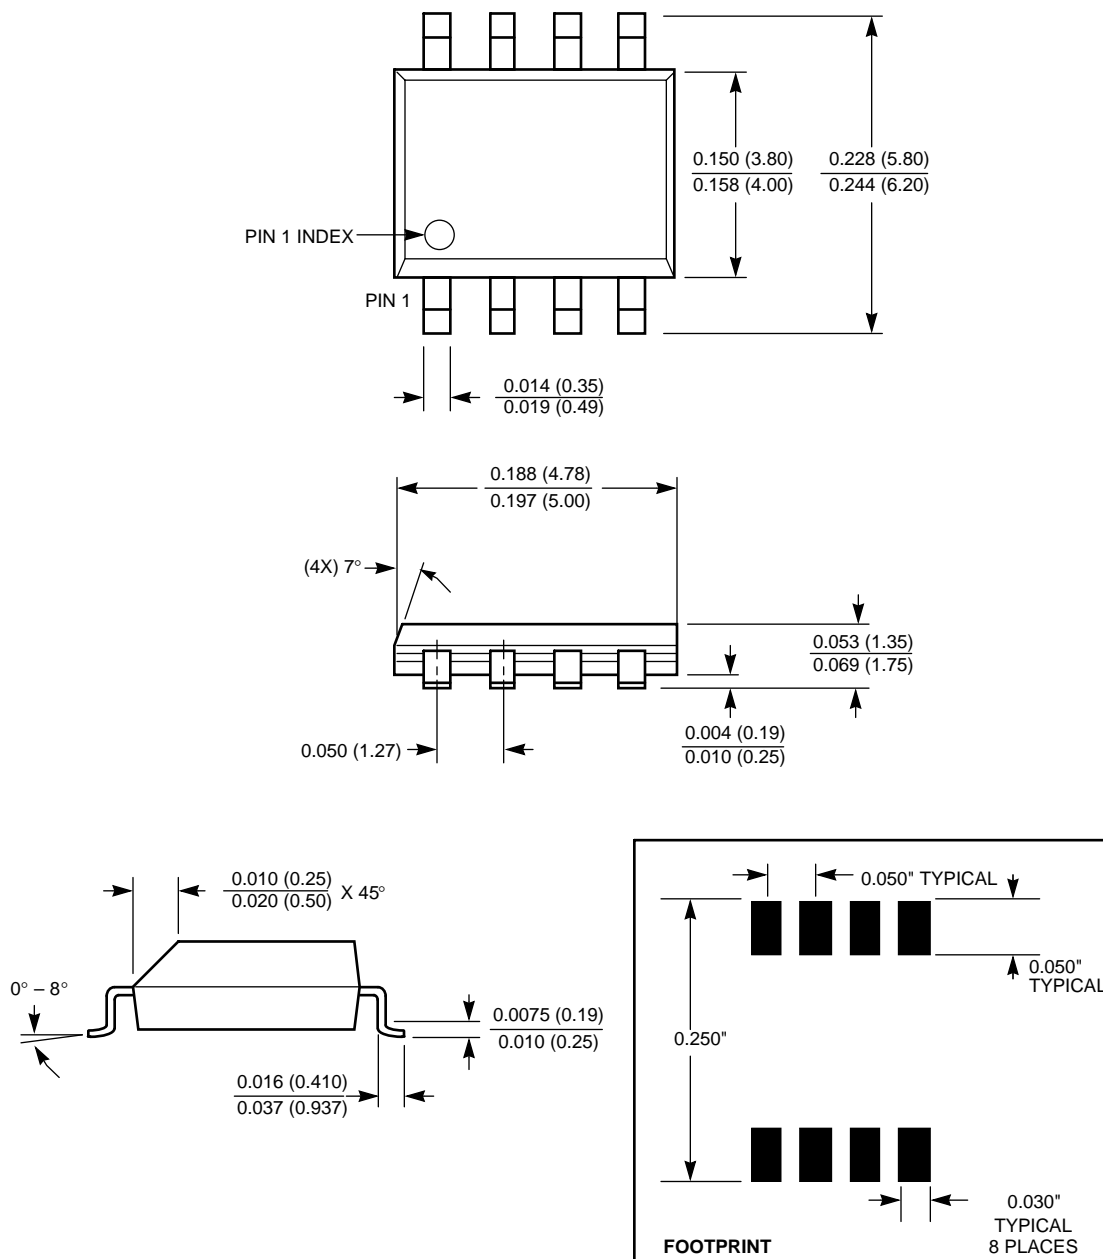 0.150 (3.80)
0.158 (4.00)
0.228 (5.80)
0.244 (6.20)
PIN 1 INDEX
PIN 1
0.014 (0.35)
0.019 (0.49)
0.188 (4.78)
0.197 (5.00)
(4X) 7°
0.053 (1.35)
0.069 (1.75)
0.004 (0.19)
0.010 (0.25)
0.050 (1.27)
0.010 (0.25)
0.020 (0.50)
X 45°
0° – 8°
0.0075 (0.19)
0.010 (0.25)
0.016 (0.410)
0.037 (0.937)
0.050" TYPICAL
0.050"
TYPICAL
0.250"
0.030"
TYPICAL
8 PLACES
FOOTPRINT